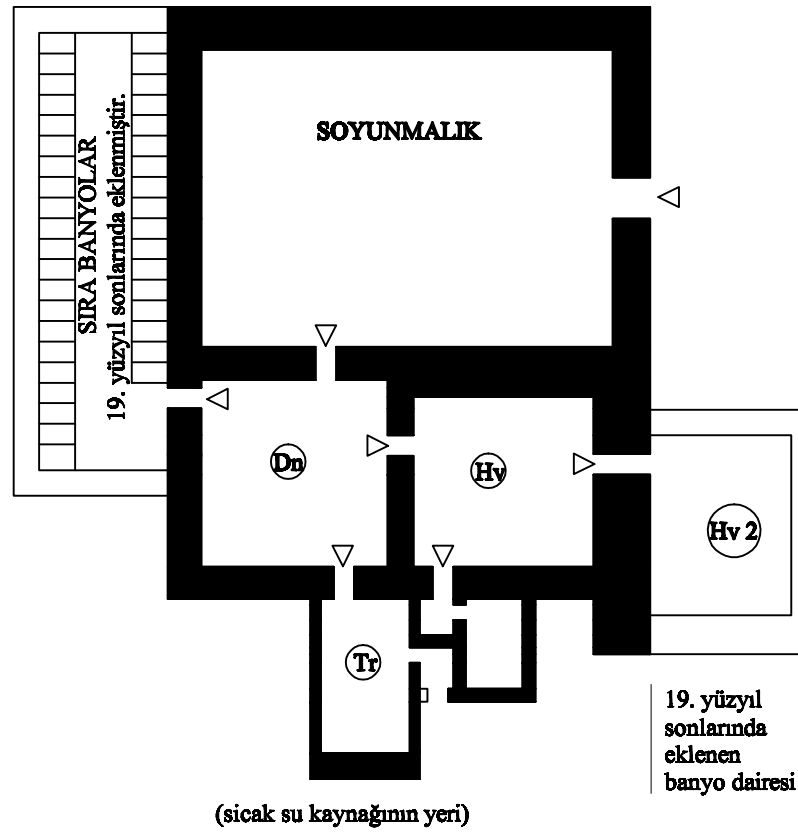 SOYUNMALIK
SIRA BANYOLAR
19. yüzyıl sonlarında eklenmiştir.
Dn
Hv
Hv 2
Tr
19. yüzyıl
sonlarında
eklenen
banyo dairesi
(sicak su kaynağının yeri)